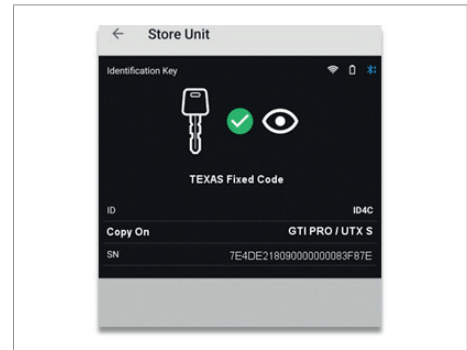 Store Unit
Identification Key
TEXAS Fixed Code
ID ID4C
Copy On GTI PRO / UTX S
SN 7E4DE218090000000083F87E